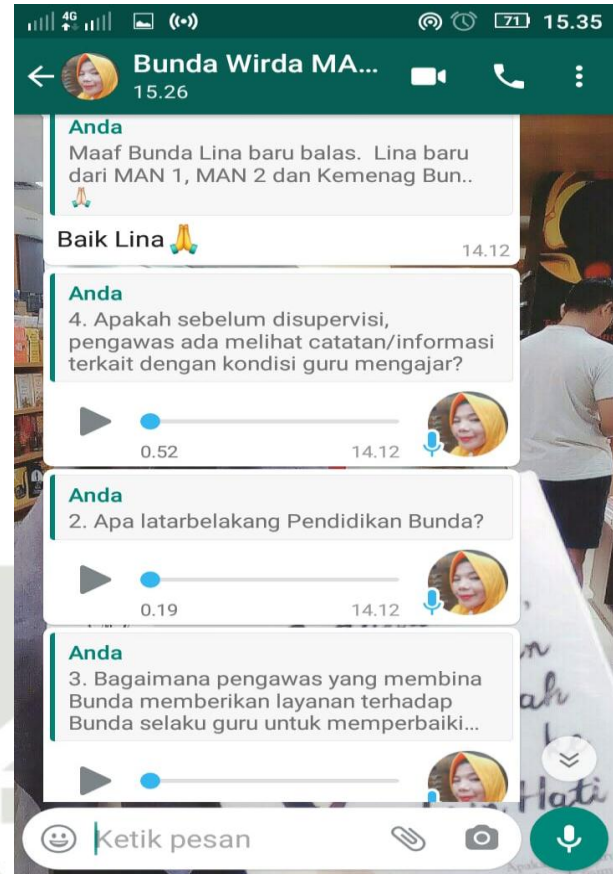 4G
71 15.35
Bunda Wirda MA...
15.26
Anda
Maaf Bunda Lina baru balas. Lina baru
dari MAN 1, MAN 2 dan Kemenag Bun..
🙏
Baik Lina🙏
14.12
Anda
4. Apakah sebelum disupervisi,
pengawas ada melihat catatan/informasi
terkait dengan kondisi guru mengajar?
0.52 14.12
Anda
2. Apa latarbelakang Pendidikan Bunda?
0.19 14.12
Anda
3. Bagaimana pengawas yang membina
Bunda memberikan layanan terhadap
Bunda selaku guru untuk memperbaiki...
Hati
Ketik pesan